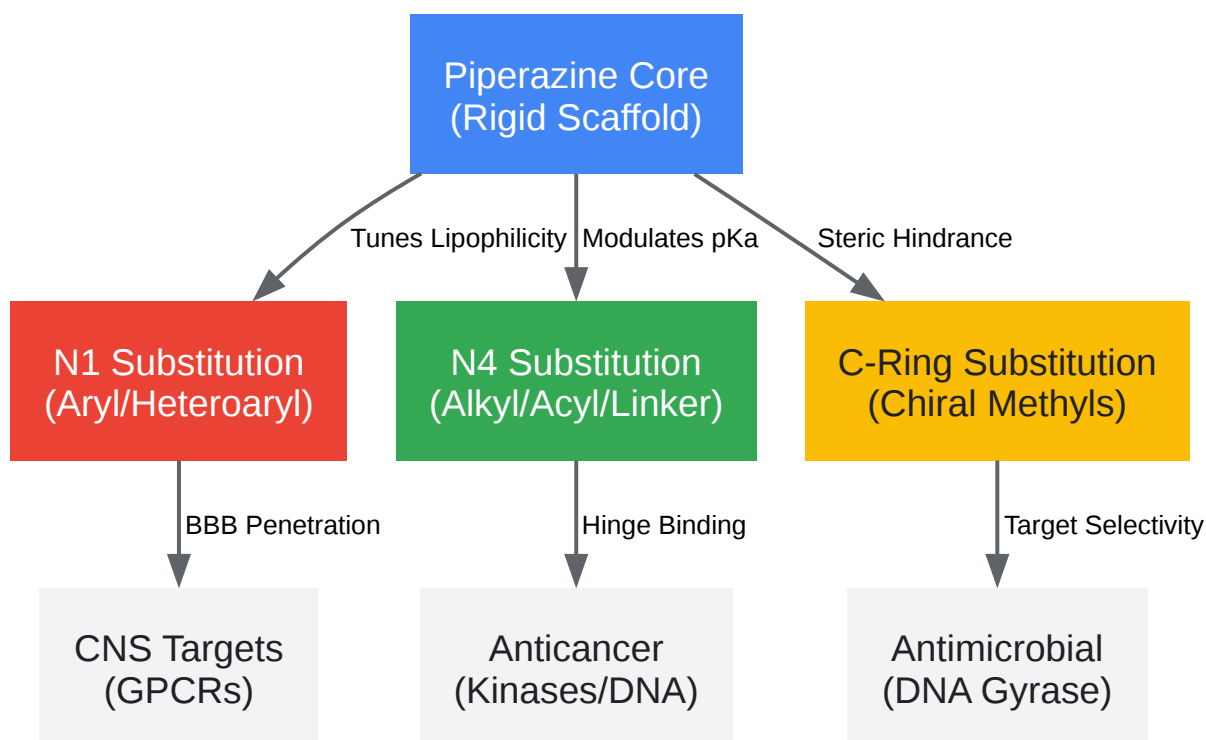 Piperazine Core
(Rigid Scaffold)
Tunes Lipophilicity
Modulates pKa
Steric Hindrance
N1 Substitution
(Aryl/Heteroaryl)
N4 Substitution
(Alkyl/Acyl/Linker)
C-Ring Substitution
(Chiral Methyls)
BBB Penetration
Hinge Binding
Target Selectivity
CNS Targets
(GPCRs)
Anticancer
(Kinases/DNA)
Antimicrobial
(DNA Gyrase)